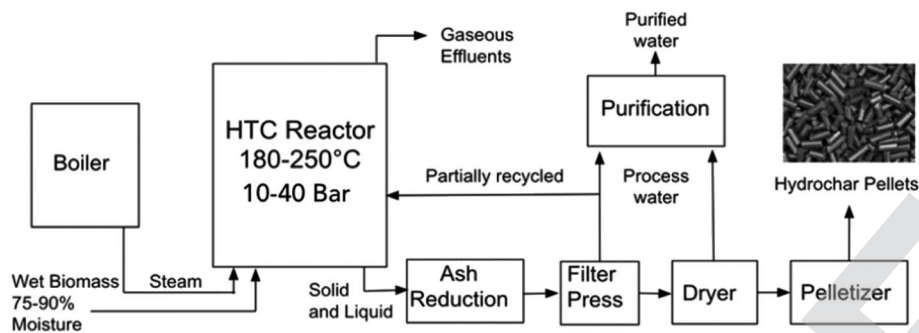 Gaseous
Effluents
Purified
water
HTC Reactor
180-250°C
10-40 Bar
Boiler
Purification
Partially recycled
Process
water
Hydrochar Pellets
Wet Biomass
75-90%
Moisture
Steam
Solid
and Liquid
Ash
Reduction
Filter
Press
Dryer
Pelletizer